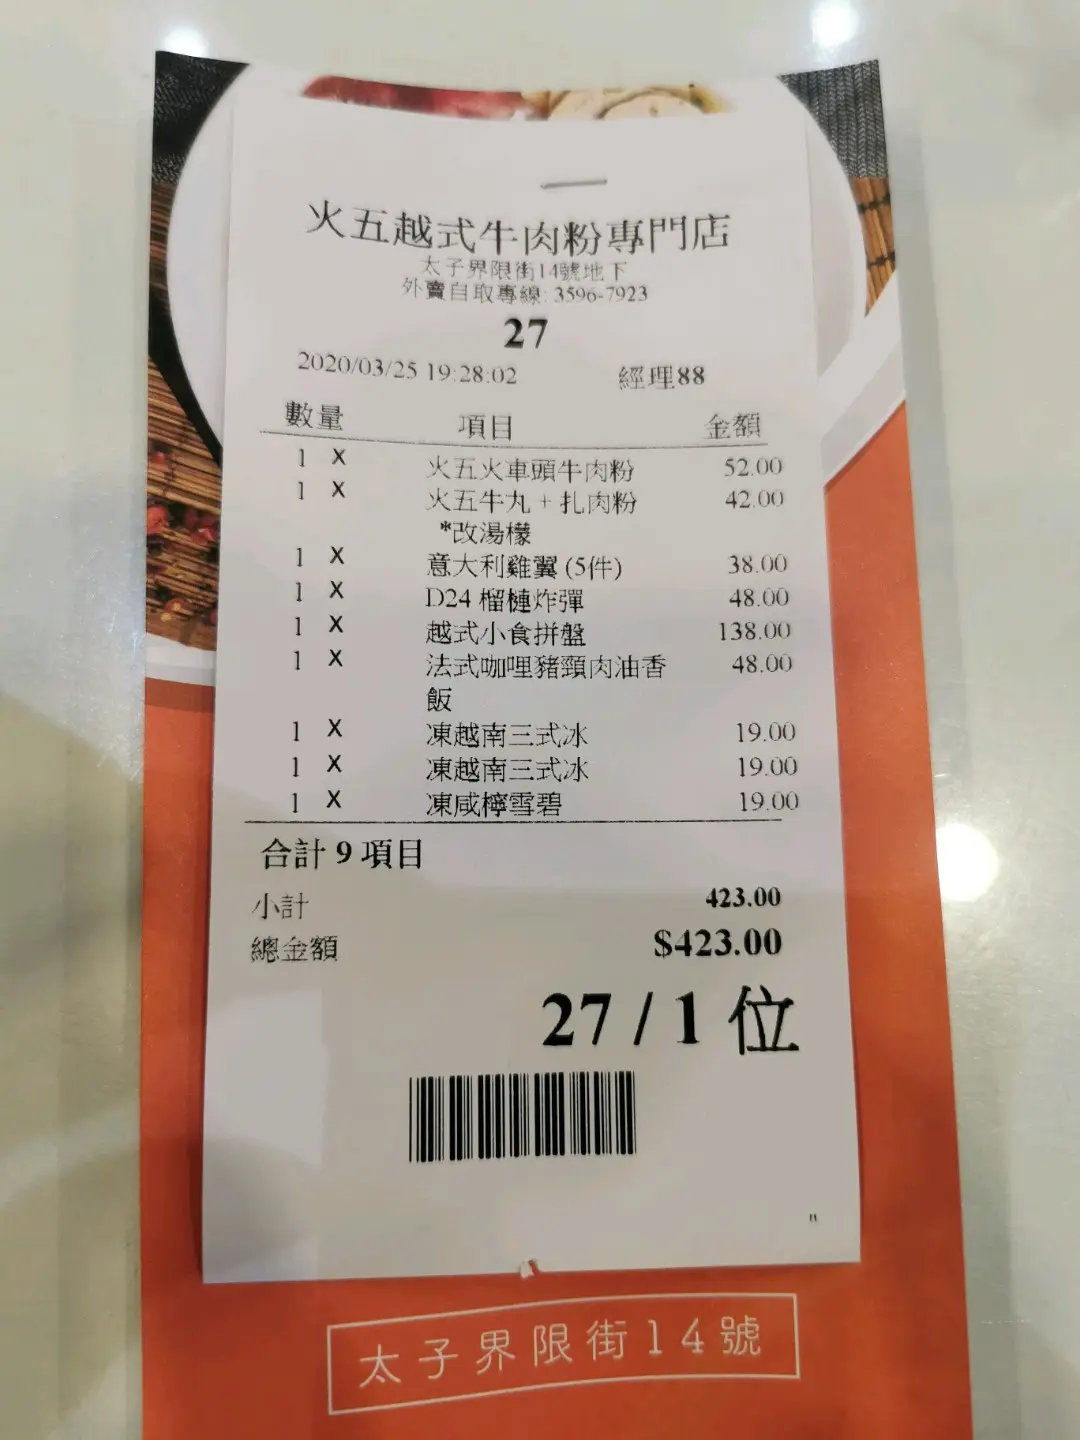 火五越式牛肉粉專門店
太子界限街14號地下
外賣自取專線: 3596-7923
27
2020/03/25 19:28:02 經理88
數量 項目 金額
1 X 火五火車頭牛肉粉 52.00
1 X 火五牛丸 + 扎肉粉 42.00
*改湯檬
1 X 意大利雞翼 (5件) 38.00
1 X D24 榴槤炸彈 48.00
1 X 越式小食拼盤 138.00
1 X 法式咖哩豬頸肉油香 48.00
飯
1 X 凍越南三式冰 19.00
1 X 凍越南三式冰 19.00
1 X 凍咸檸雪碧 19.00
合計 9 項目
小計 423.00
總金額 $423.00
27 / 1 位
"
太子界限街14號